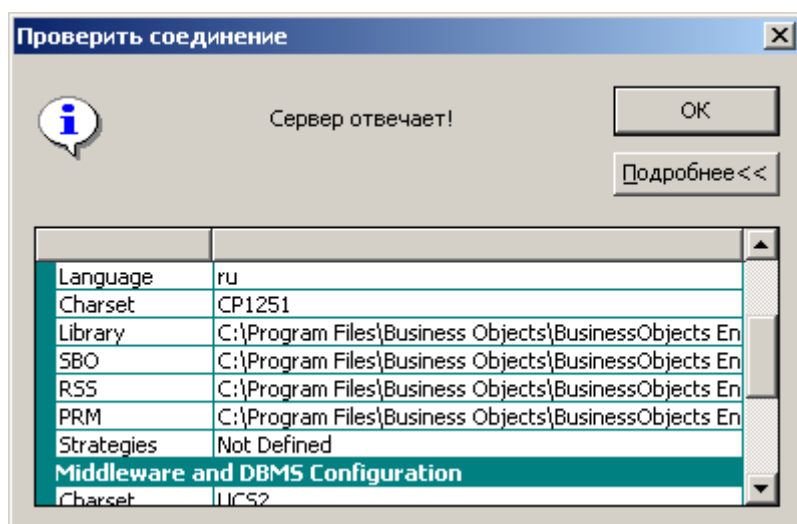 Проверить соединение
Сервер отвечает!
OK
Подробнее<<
Language ru
Charset CP1251
Library C:\Program Files\Business Objects\BusinessObjects En
SBO C:\Program Files\Business Objects\BusinessObjects En
RSS C:\Program Files\Business Objects\BusinessObjects En
PRM C:\Program Files\Business Objects\BusinessObjects En
Strategies Not Defined
Middleware and DBMS Configuration
Charset UCS2